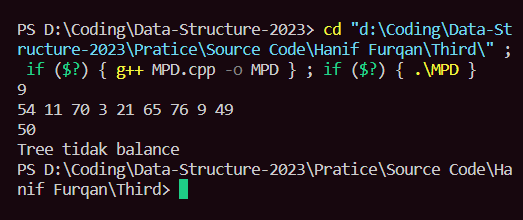 PS D:\Coding\Data-Structure-2023> cd "d:\Coding\Data-St
ructure-2023\Pratice\Source Code\Hanif Furqan\Third\" ;
if ($?) { g++ MPD.cpp -o MPD } ; if ($?) { .\MPD }
9
54 11 70 3 21 65 76 9 49
50
Tree tidak balance
PS D:\Coding\Data-Structure-2023\Pratice\Source Code\Ha
nif Furqan\Third>